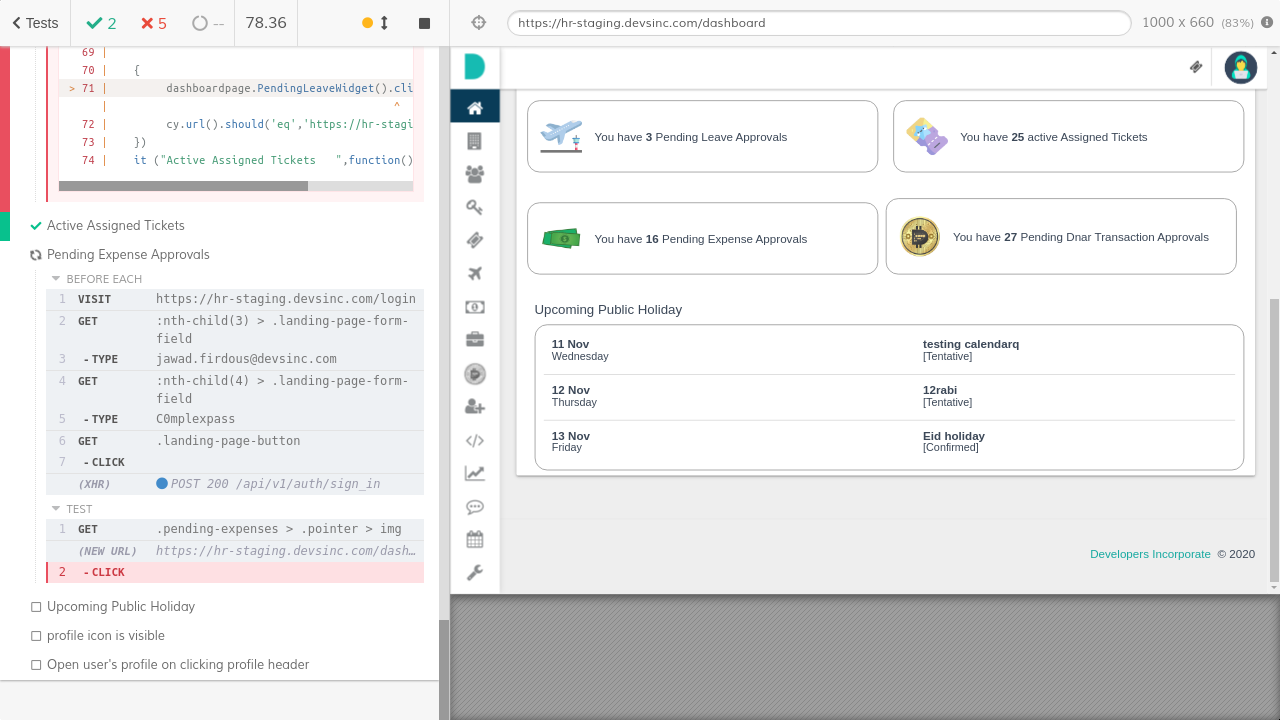 Tests
2
5
--
78.36
https://hr-staging.devsinc.com/dashboard
1000 x 660 (83%)
69 |
70 | {
> 71 | dashboardpage.PendingLeaveWidget().cli
| ^
72 | cy.url().should('eq','https://hr-stagi
73 | })
74 | it ("Active Assigned Tickets ",function()
Active Assigned Tickets
Pending Expense Approvals
BEFORE EACH
1 VISIT https://hr-staging.devsinc.com/login
2 GET :nth-child(3) > .landing-page-form-
field
3 -TYPE jawad.firdous@devsinc.com
4 GET :nth-child(4) > .landing-page-form-
field
5 -TYPE C0mplexpass
6 GET .landing-page-button
7 -CLICK
(XHR) POST 200 /api/v1/auth/sign_in
TEST
1 GET .pending-expenses > .pointer > img
(NEW URL) https://hr-staging.devsinc.com/dash…
2 -CLICK
Upcoming Public Holiday
profile icon is visible
Open user's profile on clicking profile header
You have 3 Pending Leave Approvals
You have 25 active Assigned Tickets
You have 16 Pending Expense Approvals
You have 27 Pending Dnar Transaction Approvals
Upcoming Public Holiday
11 Nov testing calendarq
Wednesday [Tentative]
12 Nov 12rabi
Thursday [Tentative]
13 Nov Eid holiday
Friday [Confirmed]
Developers Incorporate © 2020